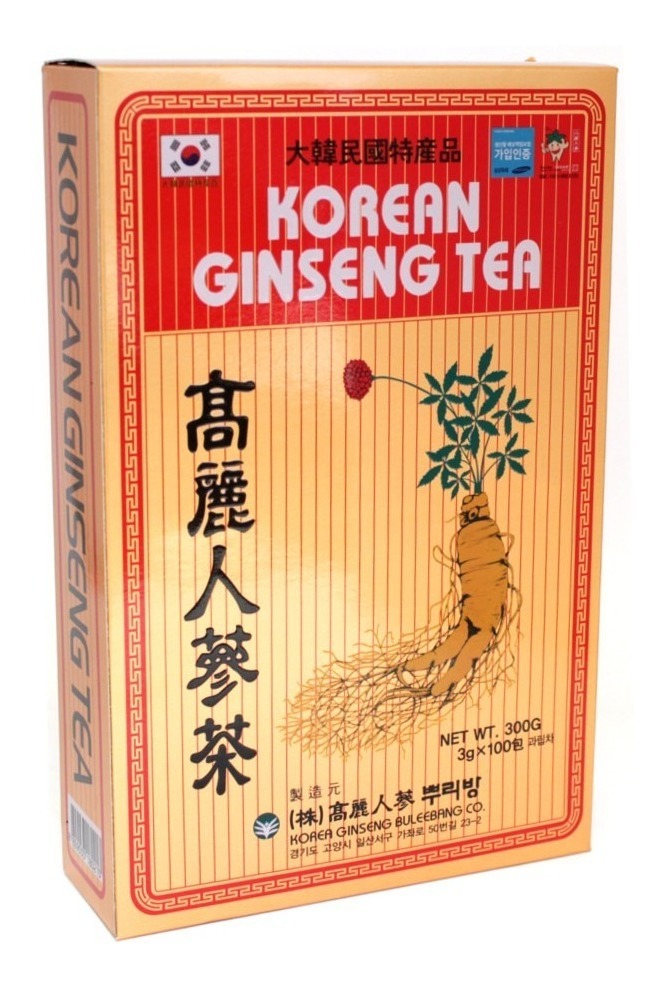 大韓民國特産品
가입인증
KOREAN
GINSENG TEA
高麗人蔘茶
NET WT. 300G
3g×100包 과립차
製造元
(株)高麗人蔘 뿌리방
KOREA GINSENG BULEEBANG CO.
경기도 고양시 일산서구 가좌로 50번길 23-2
KOREAN GINSENG TEA